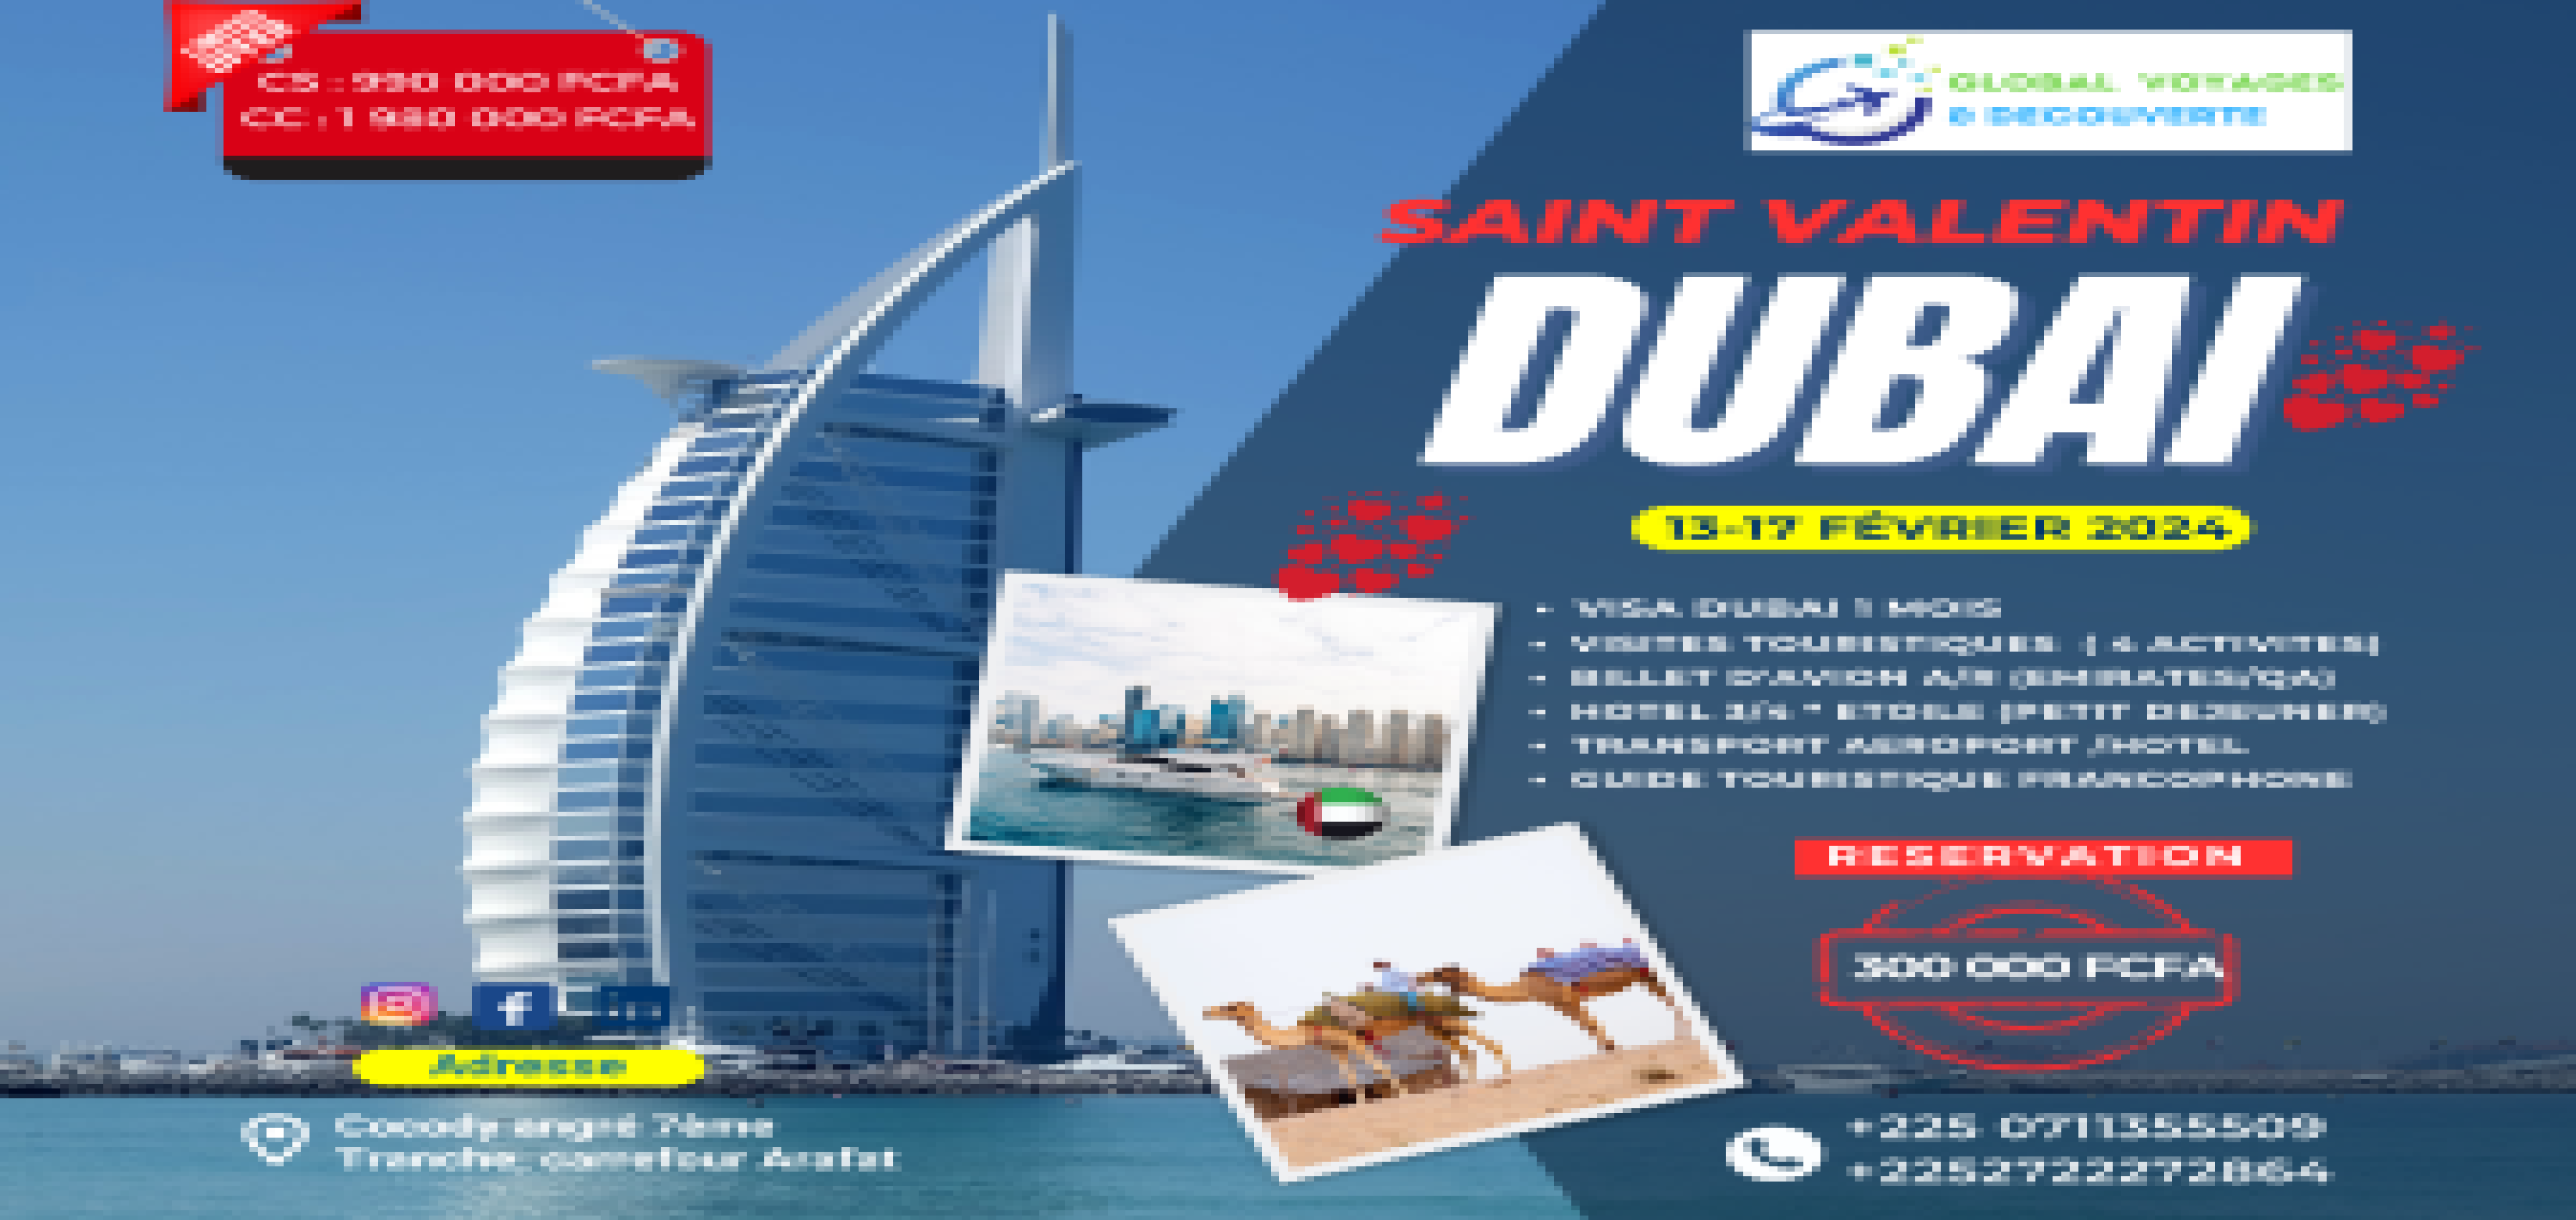 CS : 990 000 FCFA
CC : 1 980 000 FCFA
GLOBAL VOYAGES
& DECOUVERTE
SAINT VALENTIN
DUBAI
13-17 FÉVRIER 2024
- VISA DUBAI 1 MOIS
- VISITES TOURISTIQUES ( 4 ACTIVITES)
- BILLET D'AVION A/R (EMIRATES/QA)
- HOTEL 3/4 * ETOILE (PETIT DEJEUNER)
- TRANSPORT AEROPORT /HOTEL
- GUIDE TOURISTIQUE FRANCOPHONE
RESERVATION
300 000 FCFA
Adresse
Cocody angré 7ème
Tranche, carrefour Arafat
+225 0711355509
+2252722272864